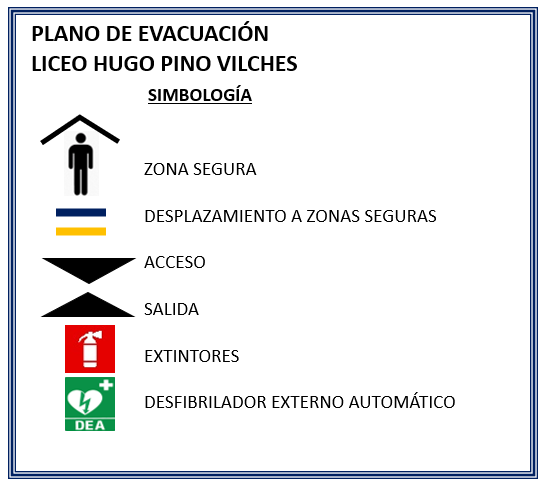 PLANO DE EVACUACIÓN
LICEO HUGO PINO VILCHES
SIMBOLOGÍA
ZONA SEGURA
DESPLAZAMIENTO A ZONAS SEGURAS
ACCESO
SALIDA
EXTINTORES
DESFIBRILADOR EXTERNO AUTOMÁTICO
DEA